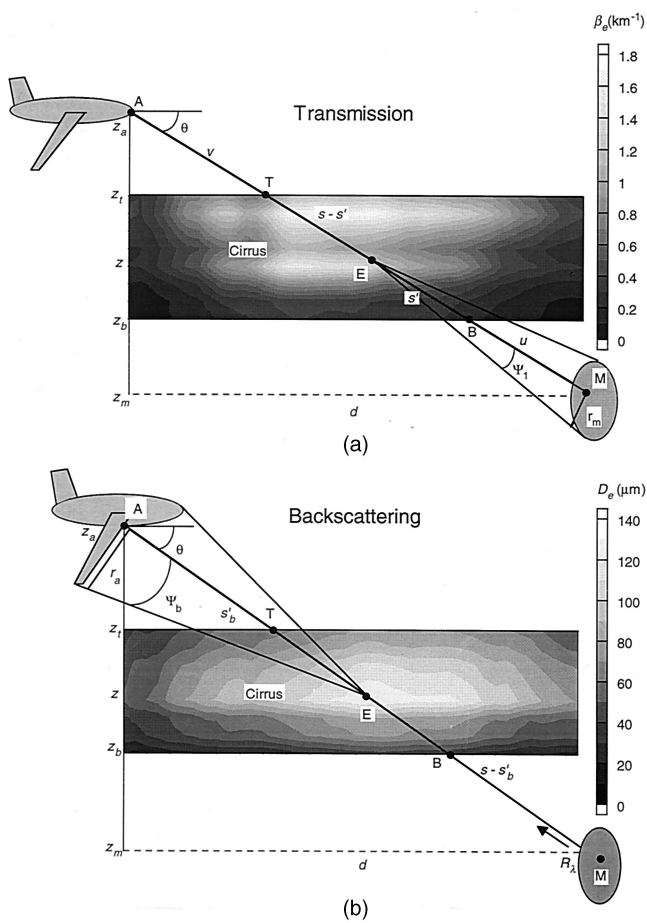 βe (km-1)
1.8
1.6
1.4
1.2
1
0.8
0.6
0.4
0.2
0
Transmission
A
za
θ
v
T
zt
s - s'
Cirrus
z
E
s'
zb
B
u
Ψ1
M
rm
zm
d
(a)
De (μm)
140
120
100
80
60
40
20
0
Backscattering
A
za
θ
ra
Ψb
s'b
T
zt
Cirrus
z
E
zb
B
s - s'b
zm
d
Rλ
M
(b)